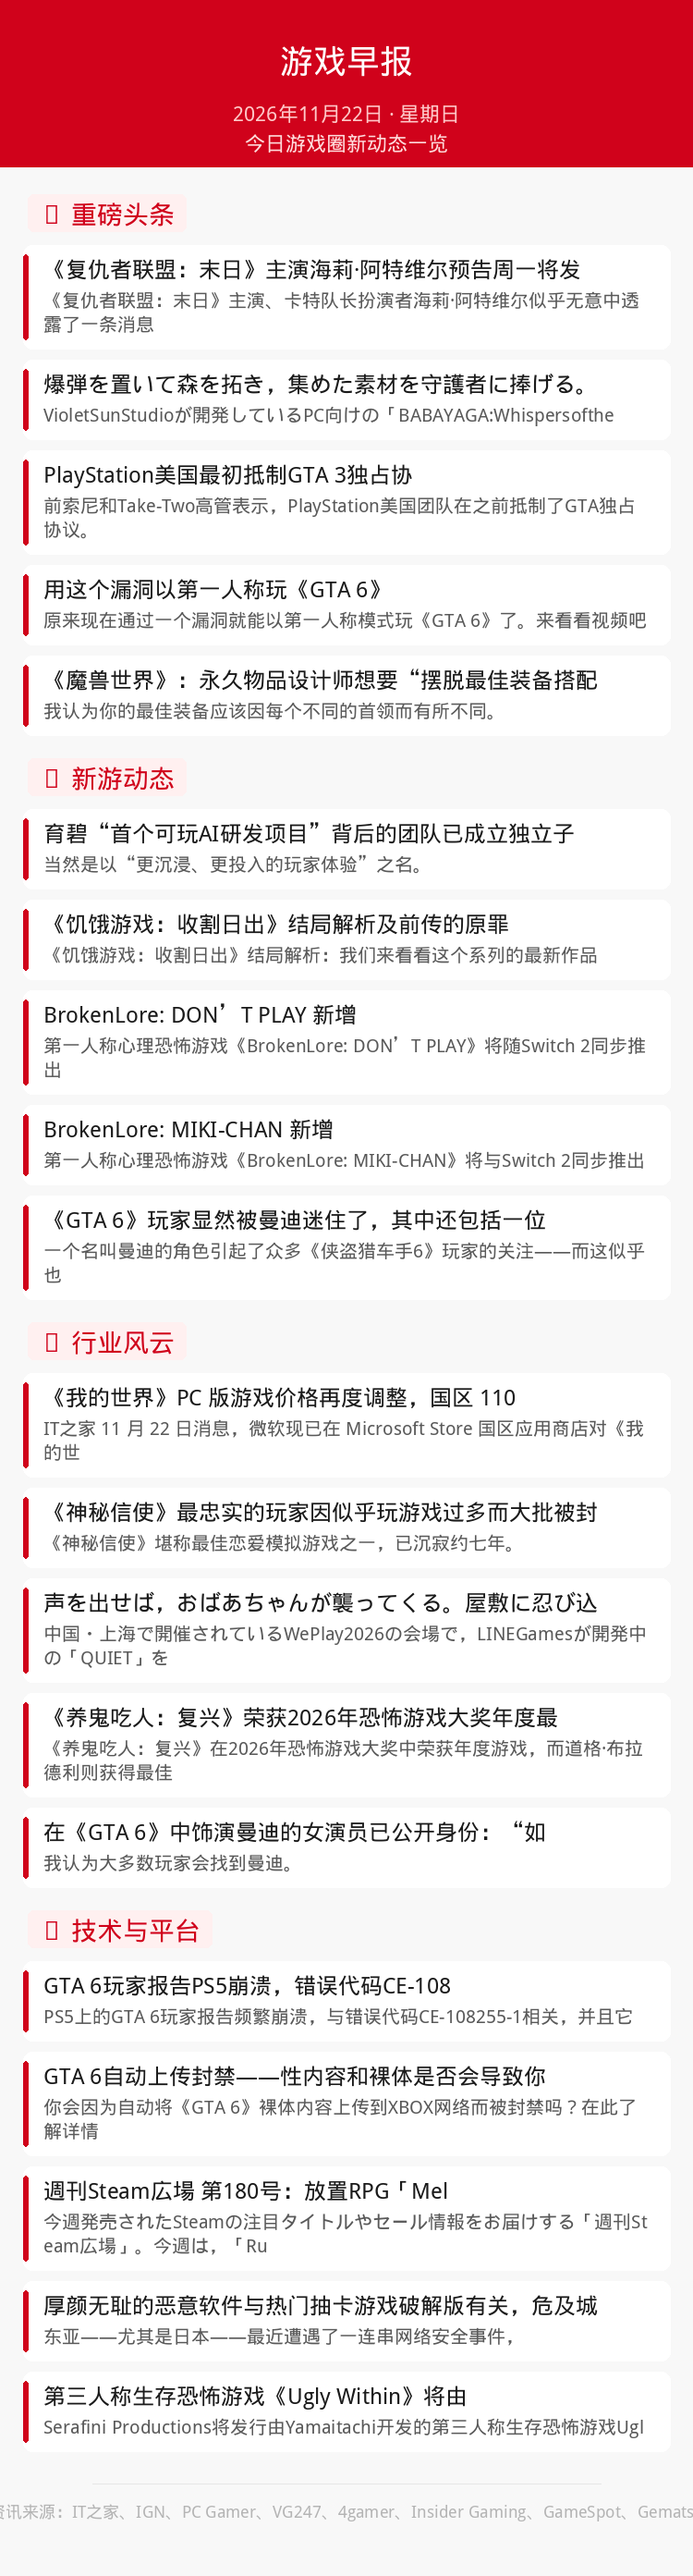 游戏早报
2026年11月22日 · 星期日
今日游戏圈新动态一览
重磅头条
《复仇者联盟：末日》主演海莉·阿特维尔预告周一将发
《复仇者联盟：末日》主演、卡特队长扮演者海莉·阿特维尔似乎无意中透
露了一条消息
爆弾を置いて森を拓き，集めた素材を守護者に捧げる。
VioletSunStudioが開発しているPC向けの「BABAYAGA:Whispersofthe
PlayStation美国最初抵制GTA 3独占协
前索尼和Take-Two高管表示，PlayStation美国团队在之前抵制了GTA独占
协议。
用这个漏洞以第一人称玩《GTA 6》
原来现在通过一个漏洞就能以第一人称模式玩《GTA 6》了。来看看视频吧
《魔兽世界》：永久物品设计师想要“摆脱最佳装备搭配
我认为你的最佳装备应该因每个不同的首领而有所不同。
新游动态
育碧“首个可玩AI研发项目”背后的团队已成立独立子
当然是以“更沉浸、更投入的玩家体验”之名。
《饥饿游戏：收割日出》结局解析及前传的原罪
《饥饿游戏：收割日出》结局解析：我们来看看这个系列的最新作品
BrokenLore: DON’T PLAY 新增
第一人称心理恐怖游戏《BrokenLore: DON’T PLAY》将随Switch 2同步推
出
BrokenLore: MIKI-CHAN 新增
第一人称心理恐怖游戏《BrokenLore: MIKI-CHAN》将与Switch 2同步推出
《GTA 6》玩家显然被曼迪迷住了，其中还包括一位
一个名叫曼迪的角色引起了众多《侠盗猎车手6》玩家的关注——而这似乎
也
行业风云
《我的世界》PC 版游戏价格再度调整，国区 110
IT之家 11 月 22 日消息，微软现已在 Microsoft Store 国区应用商店对《我
的世
《神秘信使》最忠实的玩家因似乎玩游戏过多而大批被封
《神秘信使》堪称最佳恋爱模拟游戏之一，已沉寂约七年。
声を出せば，おばあちゃんが襲ってくる。屋敷に忍び込
中国・上海で開催されているWePlay2026の会場で，LINEGamesが開発中
の「QUIET」を
《养鬼吃人：复兴》荣获2026年恐怖游戏大奖年度最
《养鬼吃人：复兴》在2026年恐怖游戏大奖中荣获年度游戏，而道格·布拉
德利则获得最佳
在《GTA 6》中饰演曼迪的女演员已公开身份：“如
我认为大多数玩家会找到曼迪。
技术与平台
GTA 6玩家报告PS5崩溃，错误代码CE-108
PS5上的GTA 6玩家报告频繁崩溃，与错误代码CE-108255-1相关，并且它
GTA 6自动上传封禁——性内容和裸体是否会导致你
你会因为自动将《GTA 6》裸体内容上传到XBOX网络而被封禁吗？在此了
解详情
週刊Steam広場 第180号：放置RPG「Mel
今週発売されたSteamの注目タイトルやセール情報をお届けする「週刊St
eam広場」。今週は，「Ru
厚颜无耻的恶意软件与热门抽卡游戏破解版有关，危及城
东亚——尤其是日本——最近遭遇了一连串网络安全事件，
第三人称生存恐怖游戏《Ugly Within》将由
Serafini Productions将发行由Yamaitachi开发的第三人称生存恐怖游戏Ugl
资讯来源：IT之家、IGN、PC Gamer、VG247、4gamer、Insider Gaming、GameSpot、Gemats